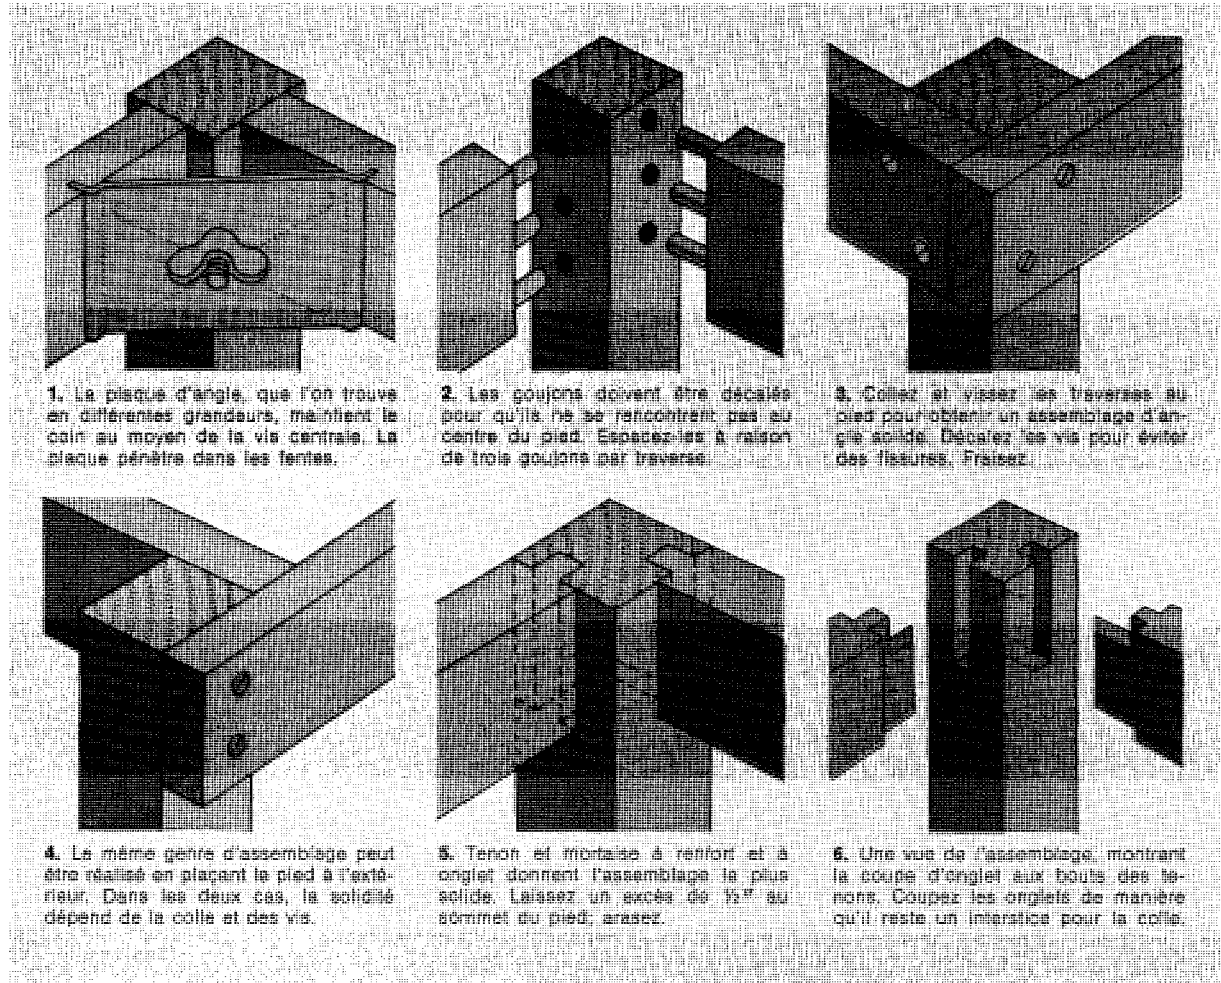 1. La plaque d'angle, que l'on trouve
en différentes grandeurs, maintient le
coin au moyen de la vis centrale. La
plaque pénètre dans les fentes.
2. Les goujons doivent être décalés
pour qu'ils ne se rencontrent pas au
centre du pied. Espacez-les à raison
de trois goujons par traverse.
3. Collez et vissez les traverses au
pied pour obtenir un assemblage d'an-
gle solide. Décalez les vis pour éviter
des fissures. Fraisez.
4. Le même genre d'assemblage peut
être réalisé en plaçant le pied à l'exté-
rieur. Dans les deux cas, la solidité
dépend de la colle et des vis.
5. Tenon et mortaise à renfort et à
onglet donnent l'assemblage le plus
solide. Laissez un excès de ½" au
sommet du pied; arasez.
6. Une vue de l'assemblage, montrant
la coupe d'onglet aux bouts des te-
nons. Coupez les onglets de manière
qu'il reste un interstice pour la colle.